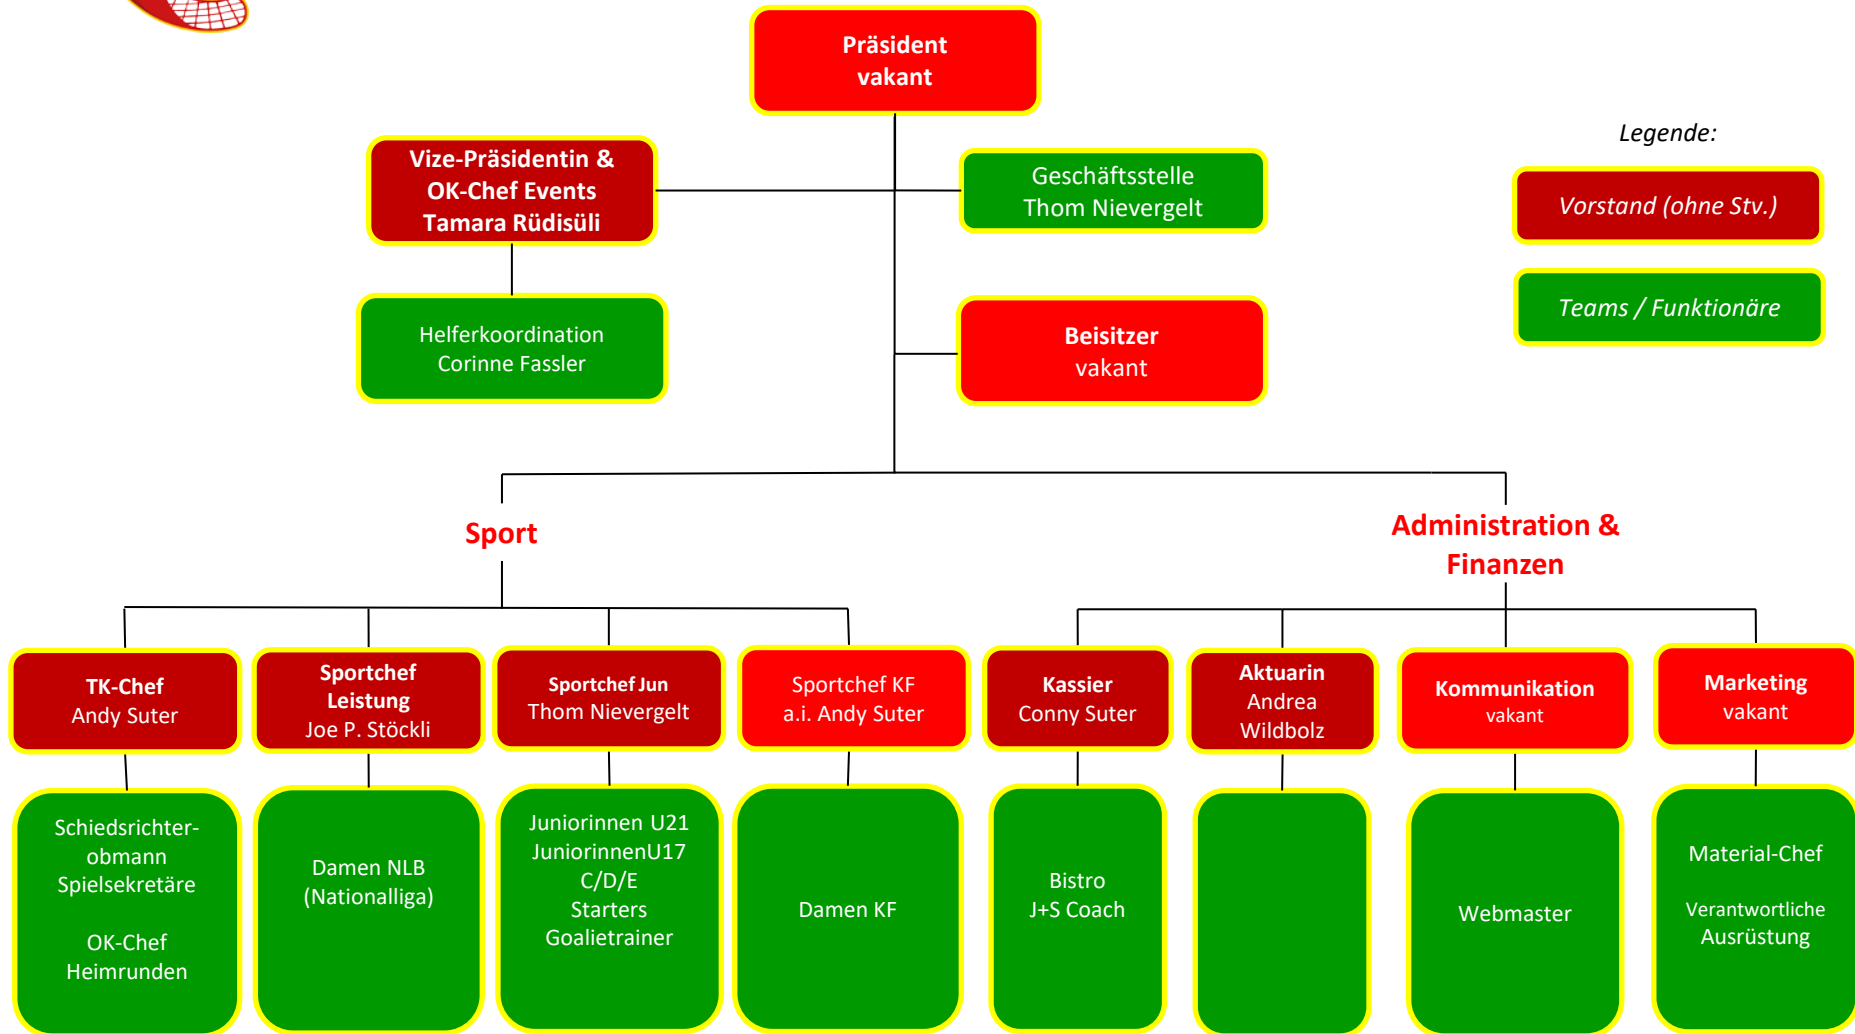 Präsident
vakant
Legende:
Vize-Präsidentin &
OK-Chef Events
Tamara Rüdisüli
Geschäftsstelle
Thom Nievergelt
Vorstand (ohne Stv.)
Teams / Funktionäre
Helferkoordination
Corinne Fassler
Beisitzer
vakant
Sport
Administration &
Finanzen
TK-Chef
Andy Suter
Sportchef
Leistung
Joe P. Stöckli
Sportchef Jun
Thom Nievergelt
Sportchef KF
a.i. Andy Suter
Kassier
Conny Suter
Aktuarin
Andrea
Wildbolz
Kommunikation
vakant
Marketing
vakant
Schiedsrichter-
obmann
Spielsekretäre
OK-Chef
Heimrunden
Damen NLB
(Nationalliga)
Juniorinnen U21
JuniorinnenU17
C/D/E
Starters
Goalietrainer
Damen KF
Bistro
J+S Coach
Webmaster
Material-Chef
Verantwortliche
Ausrüstung